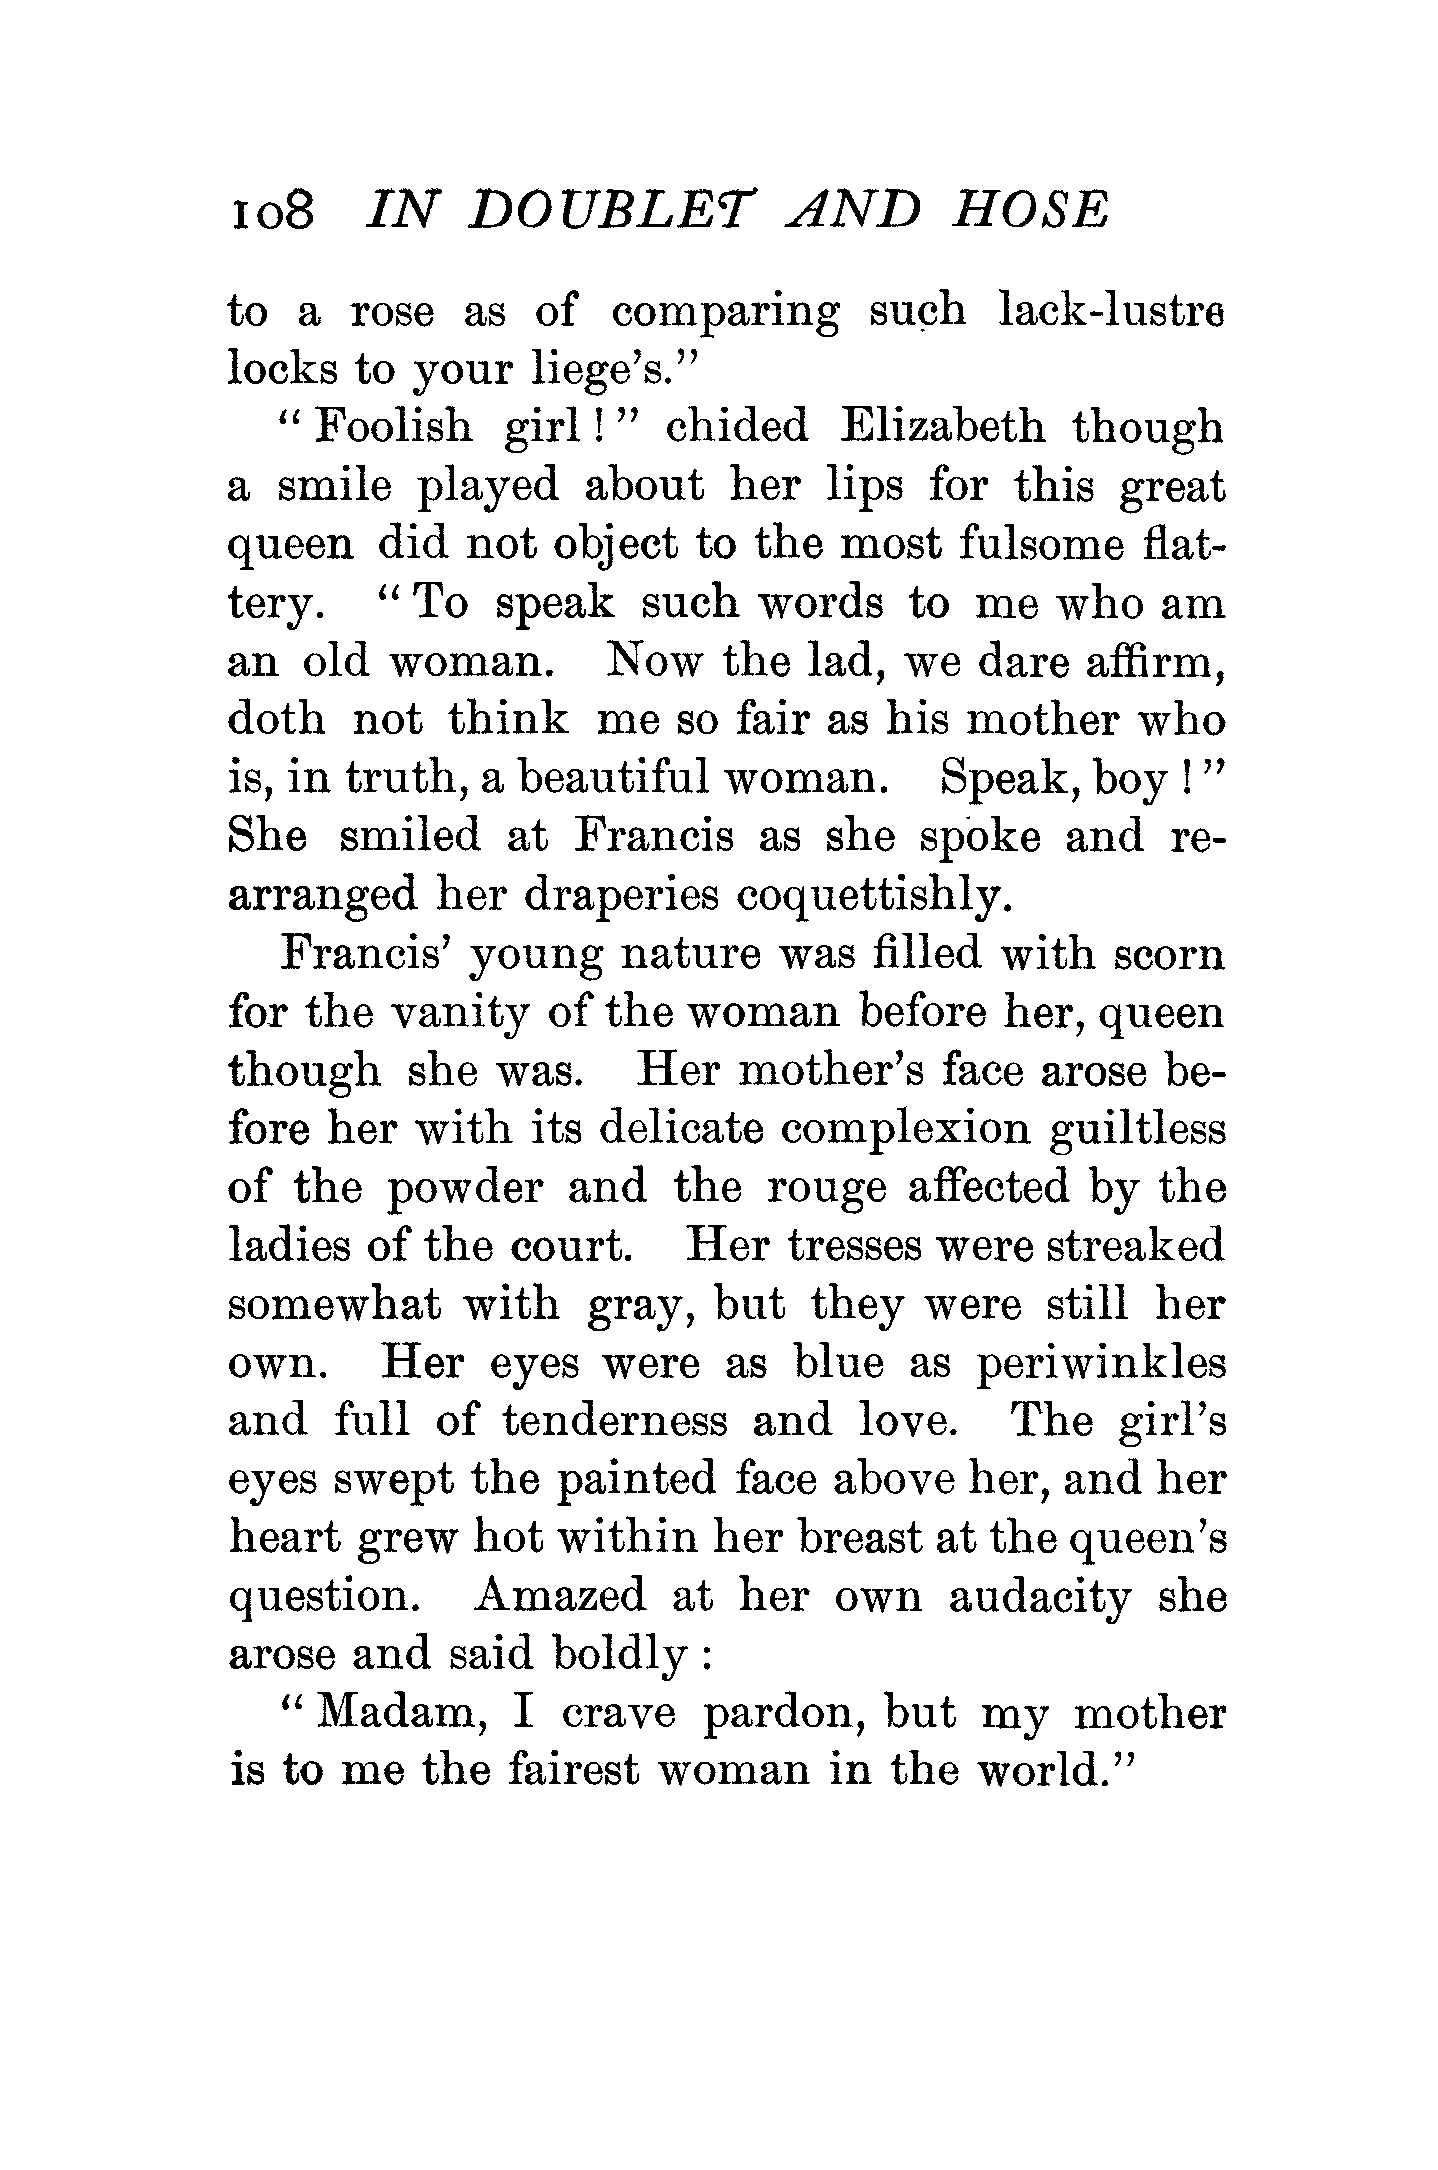 108 IN DOUBLET AND HOSE
to a rose as of comparing such lack-lustre
locks to your liege's."
" Foolish girl ! " chided Elizabeth though
a smile played about her lips for this great
queen did not object to the most fulsome flat-
tery. " To speak such words to me who am
an old woman. Now the lad, we dare affirm,
doth not think me so fair as his mother who
is, in truth, a beautiful woman. Speak, boy ! "
She smiled at Francis as she spoke and re-
arranged her draperies coquettishly.
Francis' young nature was filled with scorn
for the vanity of the woman before her, queen
though she was. Her mother's face arose be-
fore her with its delicate complexion guiltless
of the powder and the rouge affected by the
ladies of the court. Her tresses were streaked
somewhat with gray, but they were still her
own. Her eyes were as blue as periwinkles
and full of tenderness and love. The girl's
eyes swept the painted face above her, and her
heart grew hot within her breast at the queen's
question. Amazed at her own audacity she
arose and said boldly :
" Madam, I crave pardon, but my mother
is to me the fairest woman in the world."